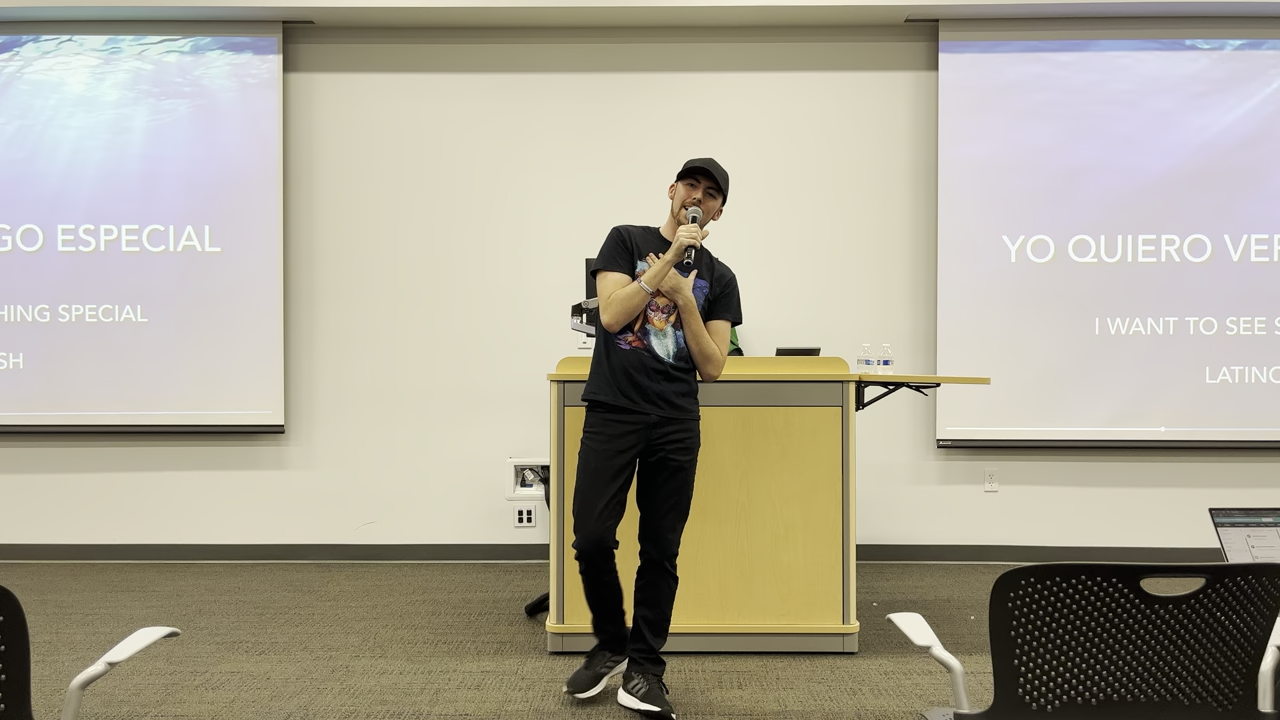 GO ESPECIAL
HING SPECIAL
SH
YO QUIERO VER
I WANT TO SEE S
LATINO